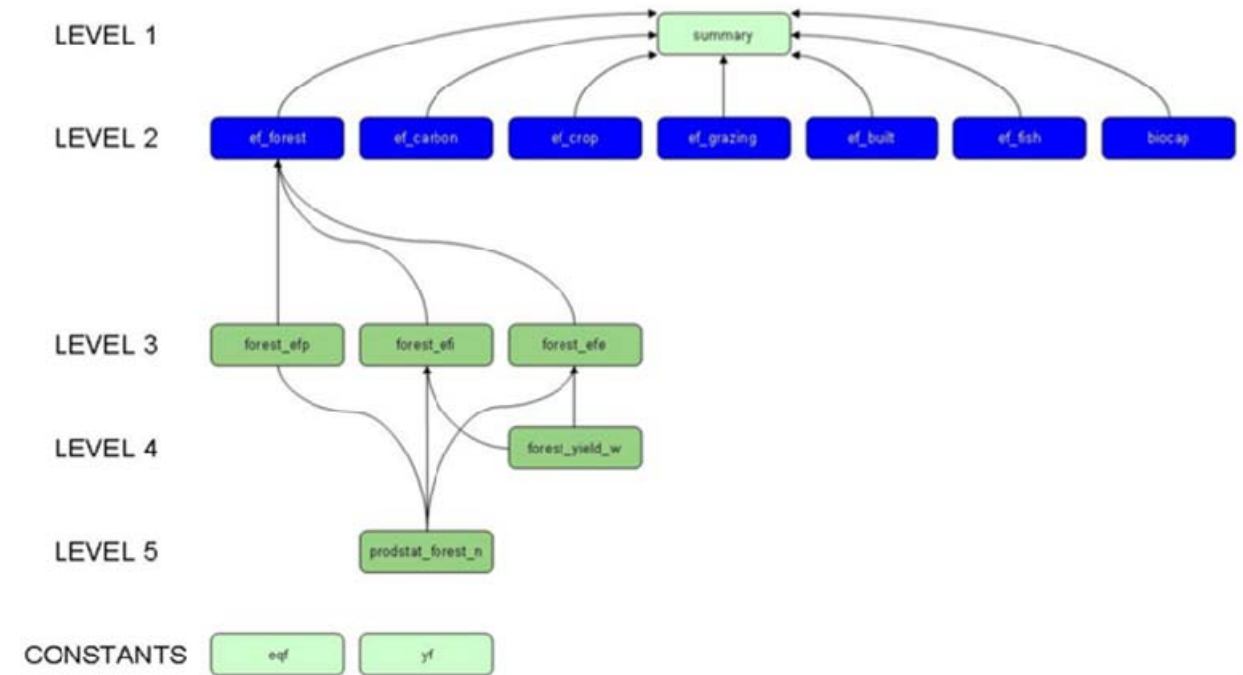 LEVEL 1
summary
LEVEL 2
ef_forest
ef_carbon
ef_crop
ef_grazing
ef_built
ef_fish
biocap
LEVEL 3
forest_efp
forest_efi
forest_efe
LEVEL 4
forest_yield_w
LEVEL 5
prodstat_forest_n
CONSTANTS
eqf
yf